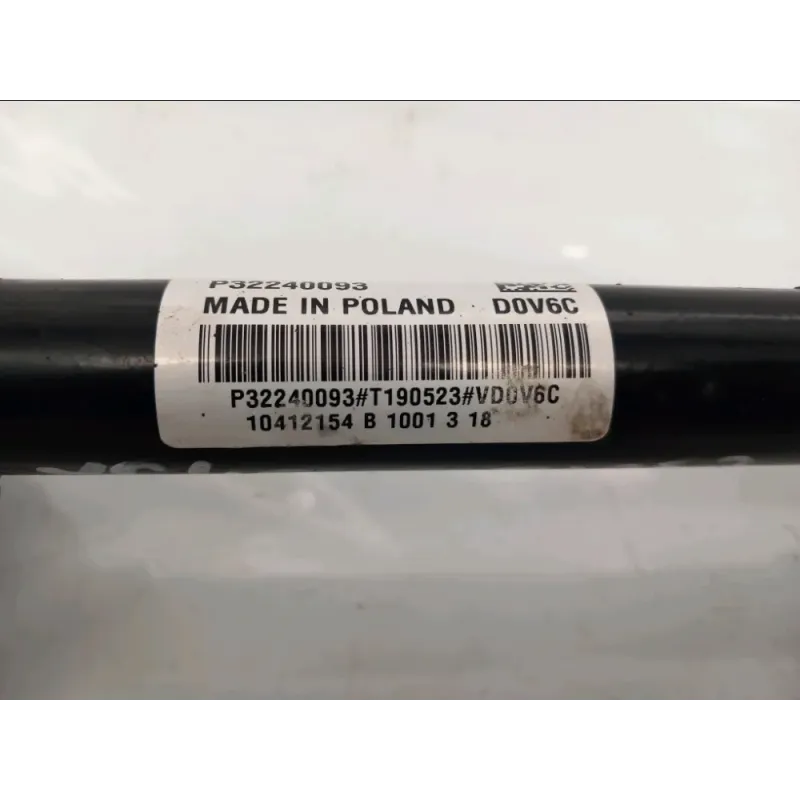 P32240093
MADE IN POLAND D0V6C
P32240093#T190523#VD0V6C
10412154 B 1001 3 18